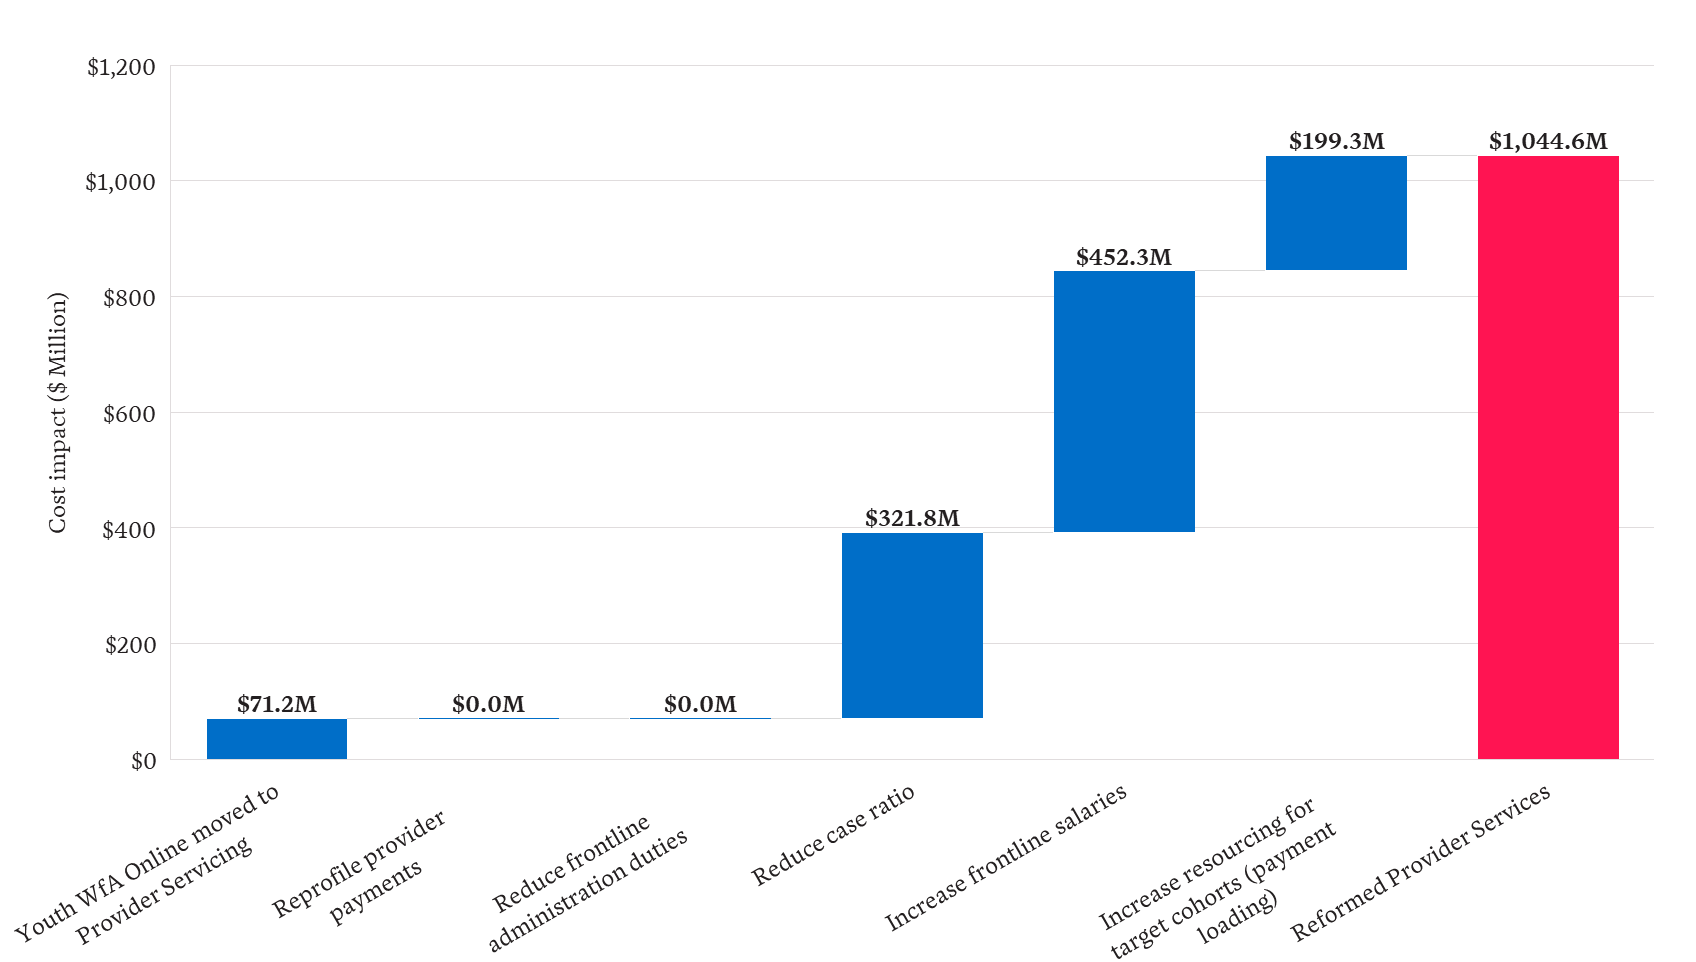 $1,200
$1,000
$800
$600
$400
$200
$0
Cost impact ($ Million)
$71.2M
$0.0M
$0.0M
$321.8M
$452.3M
$199.3M
$1,044.6M
Youth WfA Online moved to
Provider Servicing
Reprofile provider
payments
Reduce frontline
administration duties
Reduce case ratio
Increase frontline salaries
Increase resourcing for
target cohorts (payment
loading)
Reformed Provider Services